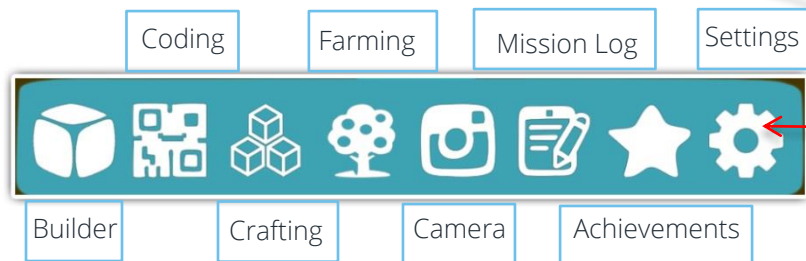 Coding
Farming
Mission Log
Settings
Builder
Crafting
Camera
Achievements